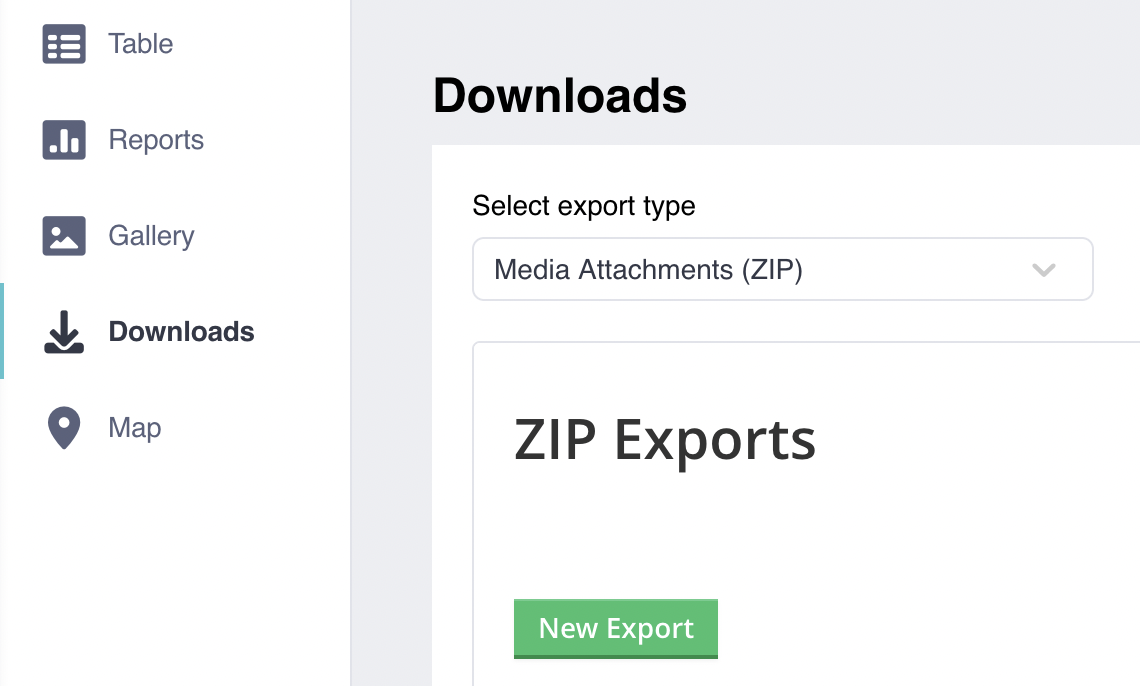 Table
Reports
Gallery
Downloads
Map
Downloads
Select export type
Media Attachments (ZIP)
ZIP Exports
New Export